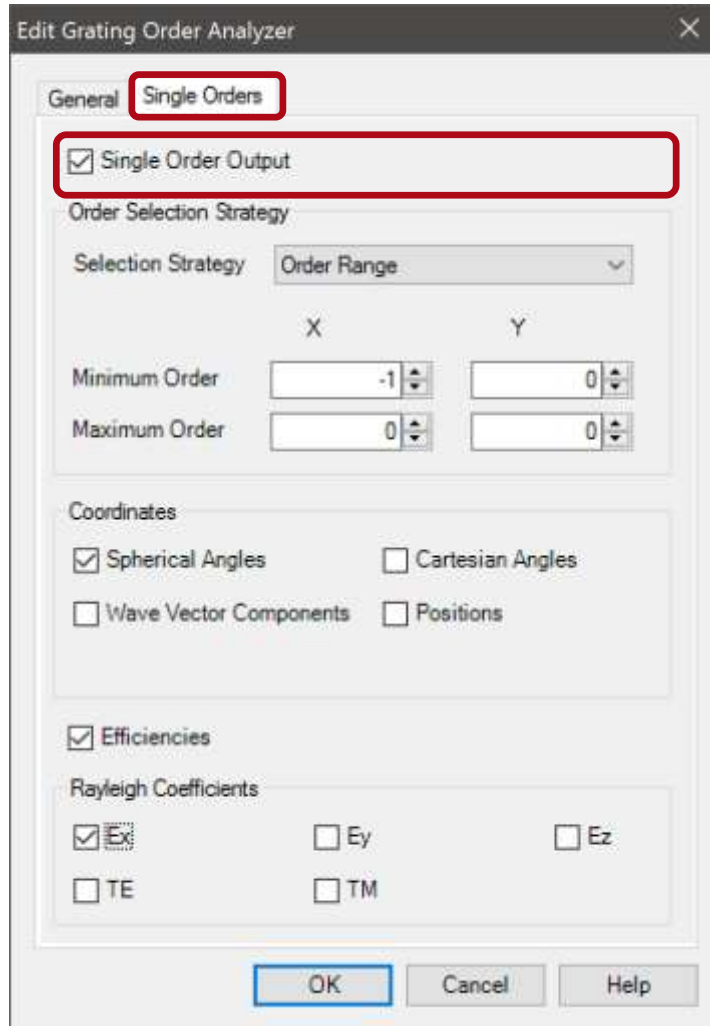 Edit Grating Order Analyzer
General Single Orders
Single Order Output
Order Selection Strategy
Selection Strategy Order Range
X Y
Minimum Order -1 0
Maximum Order 0 0
Coordinates
Spherical Angles Cartesian Angles
Wave Vector Components Positions
Efficiencies
Rayleigh Coefficients
Ex Ey Ez
TE TM
OK Cancel Help